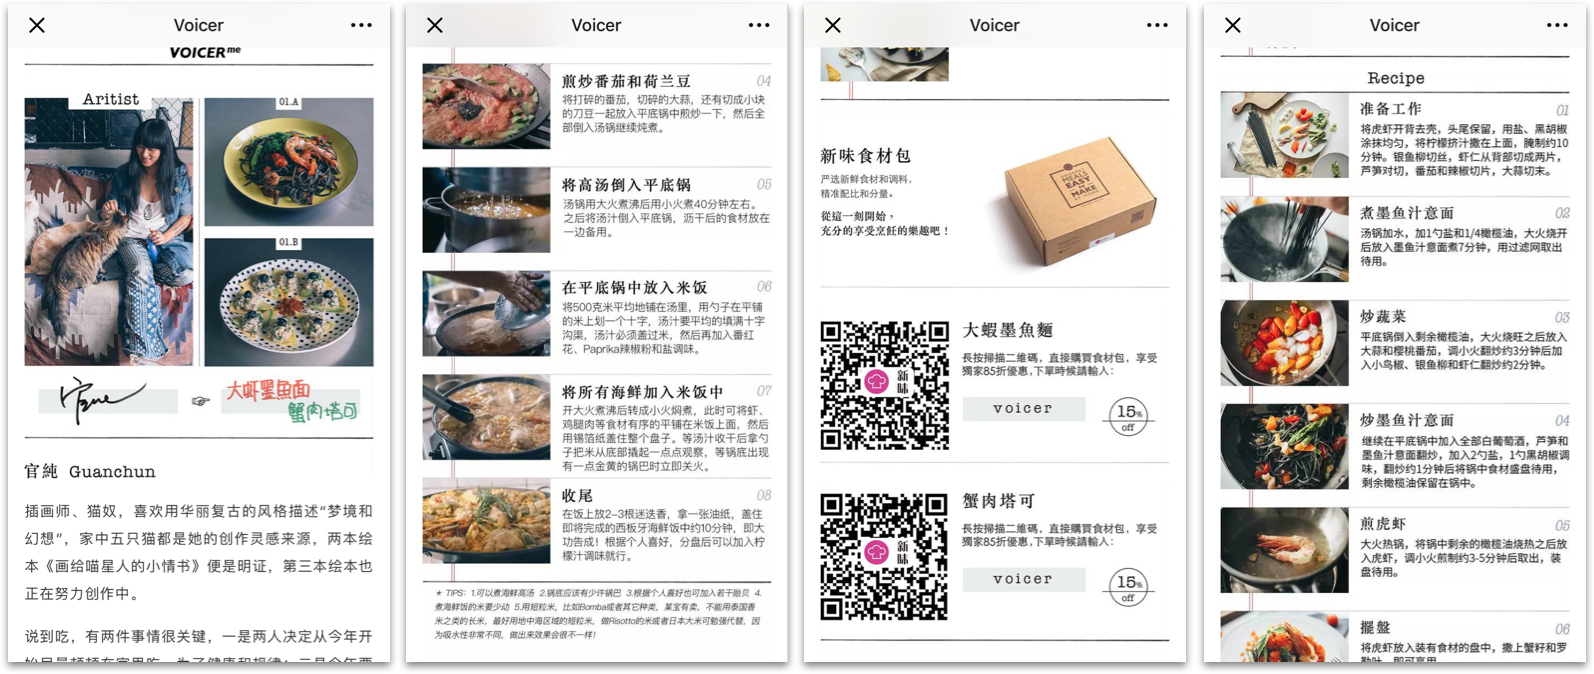 Voicer
VOICER me
Aritist
01.A
01.B
大虾墨魚面
蟹肉塔可
官純 Guanchun
插画师、猫奴，喜欢用华丽复古的风格描述“梦境和
幻想”，家中五只猫都是她的创作灵感来源，两本绘
本《画给喵星人的小情书》便是明证，第三本绘本也
正在努力创作中。
说到吃，有两件事情很关键，一是两人决定从今年开
Voicer
煎炒番茄和荷兰豆
04
将打碎的番茄，切碎的大蒜，还有切成小块
的刀豆一起放入平底锅中煎炒一下，然后全
部倒入汤锅继续炖煮。
将高汤倒入平底锅
05
汤锅用大火煮沸后用小火煮40分钟左右。
之后将汤汁倒入平底锅，沥干后的食材放在
一边备用。
在平底锅中放入米饭
06
将500克米平均地铺在汤里，用勺子在平铺
的米上划一个十字，汤汁要平均的填满十字
沟渠，汤汁必须盖过米，然后再加入番红
花、Paprika辣椒粉和盐调味。
将所有海鲜加入米饭中
07
开大火煮沸后转成小火焖煮，此时可将虾、
鸡腿肉等食材有序的平铺在米饭上面，然后
用锡箔纸盖住整个盘子。等汤汁收干后拿勺
子把米从底部撬起一点点观察，等锅底出现
有一点金黄的锅巴时立即关火。
收尾
08
在饭上放2-3根迷迭香，拿一张油纸，盖住
即将完成的西板牙海鲜饭中约10分钟，即大
功告成！根据个人喜好，分盘后可以加入柠
檬汁调味就行。
* TIPS：1.可以煮海鲜高汤 2.锅底应该有少许锅巴 3.根据个人喜好也可加入若干贻贝 4.
煮海鲜饭的米要少动 5.用短粒米，比如Bomba或者其它种类，某宝有卖，不能用泰国香
米之类的长米，最好用地中海区域的短粒米，做Risotto的米或者日本大米可勉强代替，因
为吸水性非常不同，做出来效果会很不一样！
Voicer
新味食材包
严选新鲜食材和调料，
精准配比和分量。
從這一刻開始，
充分的享受烹飪的樂趣吧！
MEALS
EASY
TO
MAKE
AT HOME
大蝦墨魚麵
長按掃描二維碼，直接購買食材包，享受
獨家85折優惠,下單時候請輸入：
新味
voicer
15%
off
蟹肉塔可
長按掃描二維碼，直接購買食材包，享受
獨家85折優惠,下單時候請輸入：
新味
voicer
15%
off
Voicer
Recipe
准备工作
01
将虎虾开背去壳，头尾保留，用盐、黑胡椒
涂抹均匀，将柠檬挤汁撒在上面，腌制约10
分钟。银鱼柳切丝，虾仁从背部切成两片，
芦笋对切，番茄和辣椒切片，大蒜切末。
煮墨鱼汁意面
02
汤锅加水，加1勺盐和1/4橄榄油，大火烧开
后放入墨鱼汁意面煮7分钟，用过滤网取出
待用。
炒蔬菜
03
平底锅倒入剩余橄榄油，大火烧旺之后放入
大蒜和樱桃番茄，调小火翻炒约3分钟后加
入小鸟椒、银鱼柳和虾仁翻炒约2分钟。
炒墨鱼汁意面
04
继续在平底锅中加入全部白葡萄酒，芦笋和
墨鱼汁意面翻炒，加入2勺盐，1勺黑胡椒调
味，翻炒约1分钟后将锅中食材盛盘待用，
剩余橄榄油保留在锅中。
煎虎虾
05
大火热锅，将锅中剩余的橄榄油烧热之后放
入虎虾，调小火煎制约3-5分钟后取出，装
盘待用。
擺盤
06
将虎虾放入装有食材的盘中，撒上蟹籽和罗